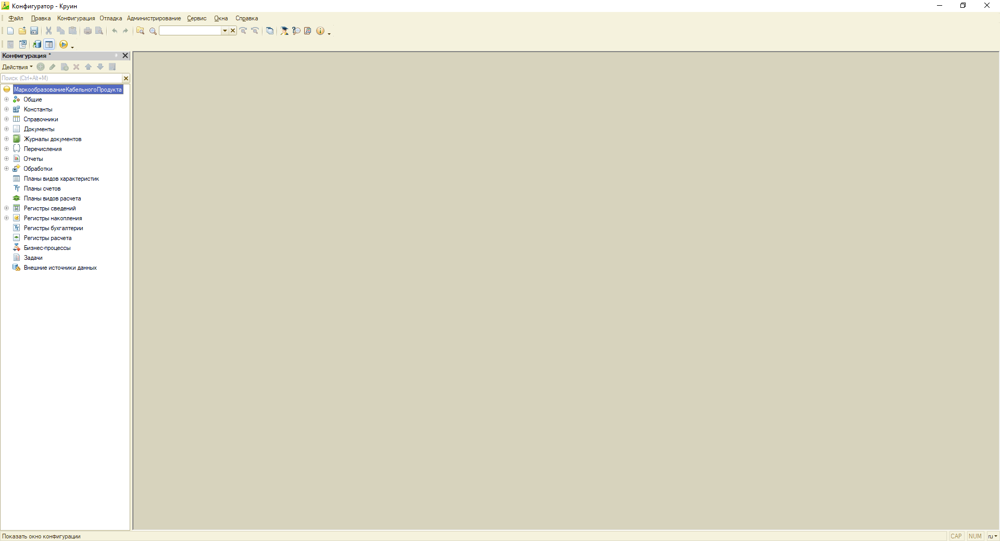 Конфигуратор - Круин
Файл Правка Конфигурация Отладка Администрирование Сервис Окна Справка
Конфигурация *
Действия
Поиск (Ctrl+Alt+M)
МаркообразованиеКабельногоПродукта
Общие
Константы
Справочники
Документы
Журналы документов
Перечисления
Отчеты
Обработки
Планы видов характеристик
Планы счетов
Планы видов расчета
Регистры сведений
Регистры накопления
Регистры бухгалтерии
Регистры расчета
Бизнес-процессы
Задачи
Внешние источники данных
Показать окно конфигурации CAP NUM ru